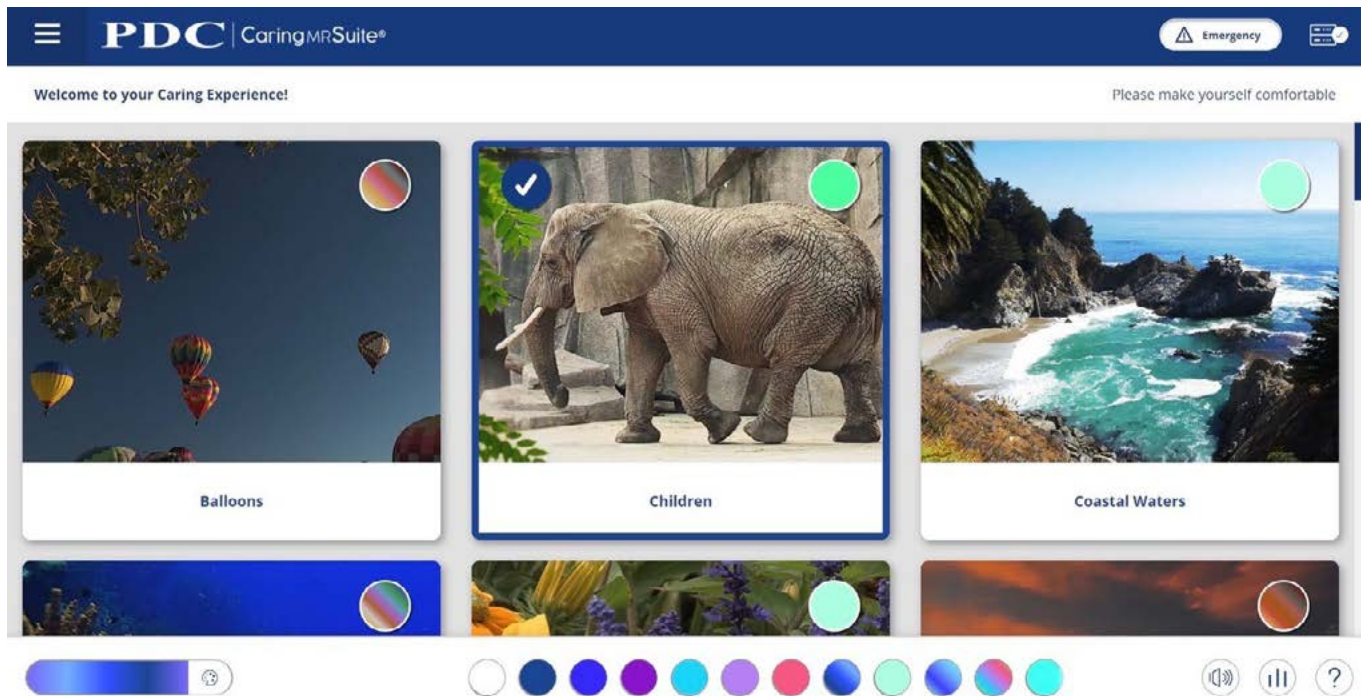 PDC CaringMRSuite®
Emergency
Welcome to your Caring Experience!
Please make yourself comfortable
Balloons
Children
Coastal Waters
?